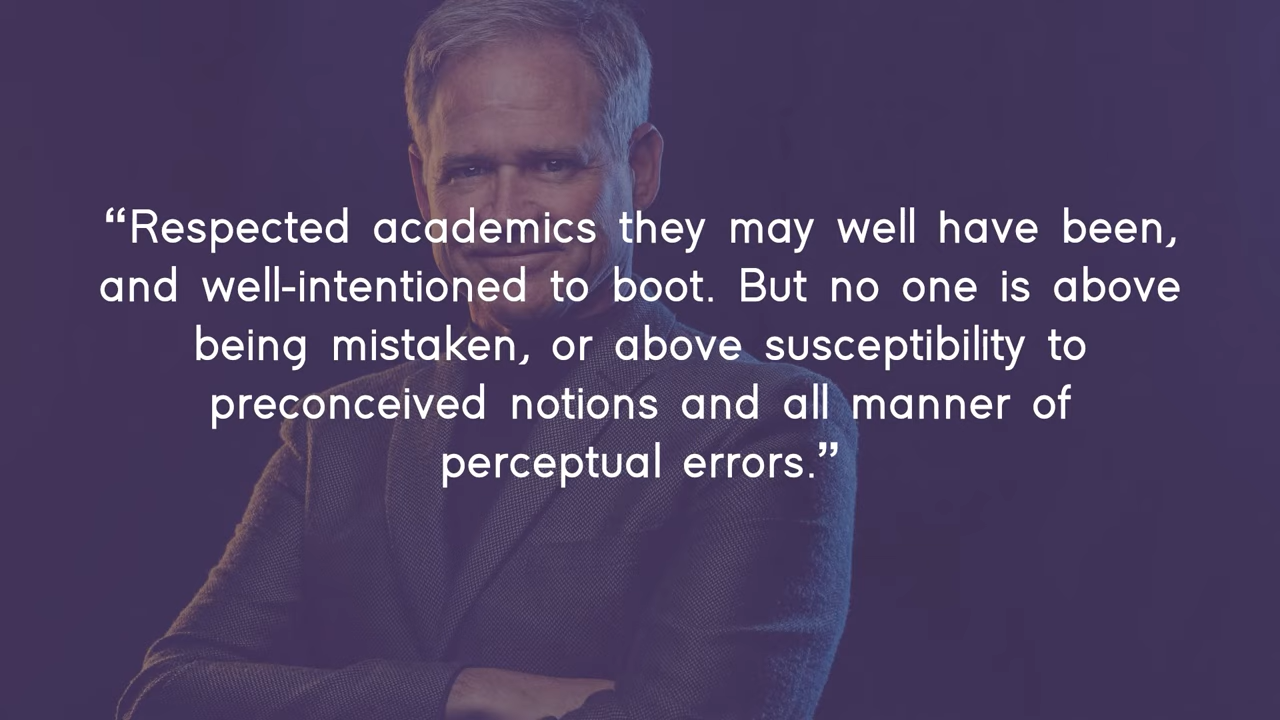 “Respected academics they may well have been,
and well-intentioned to boot. But no one is above
being mistaken, or above susceptibility to
preconceived notions and all manner of
perceptual errors.”